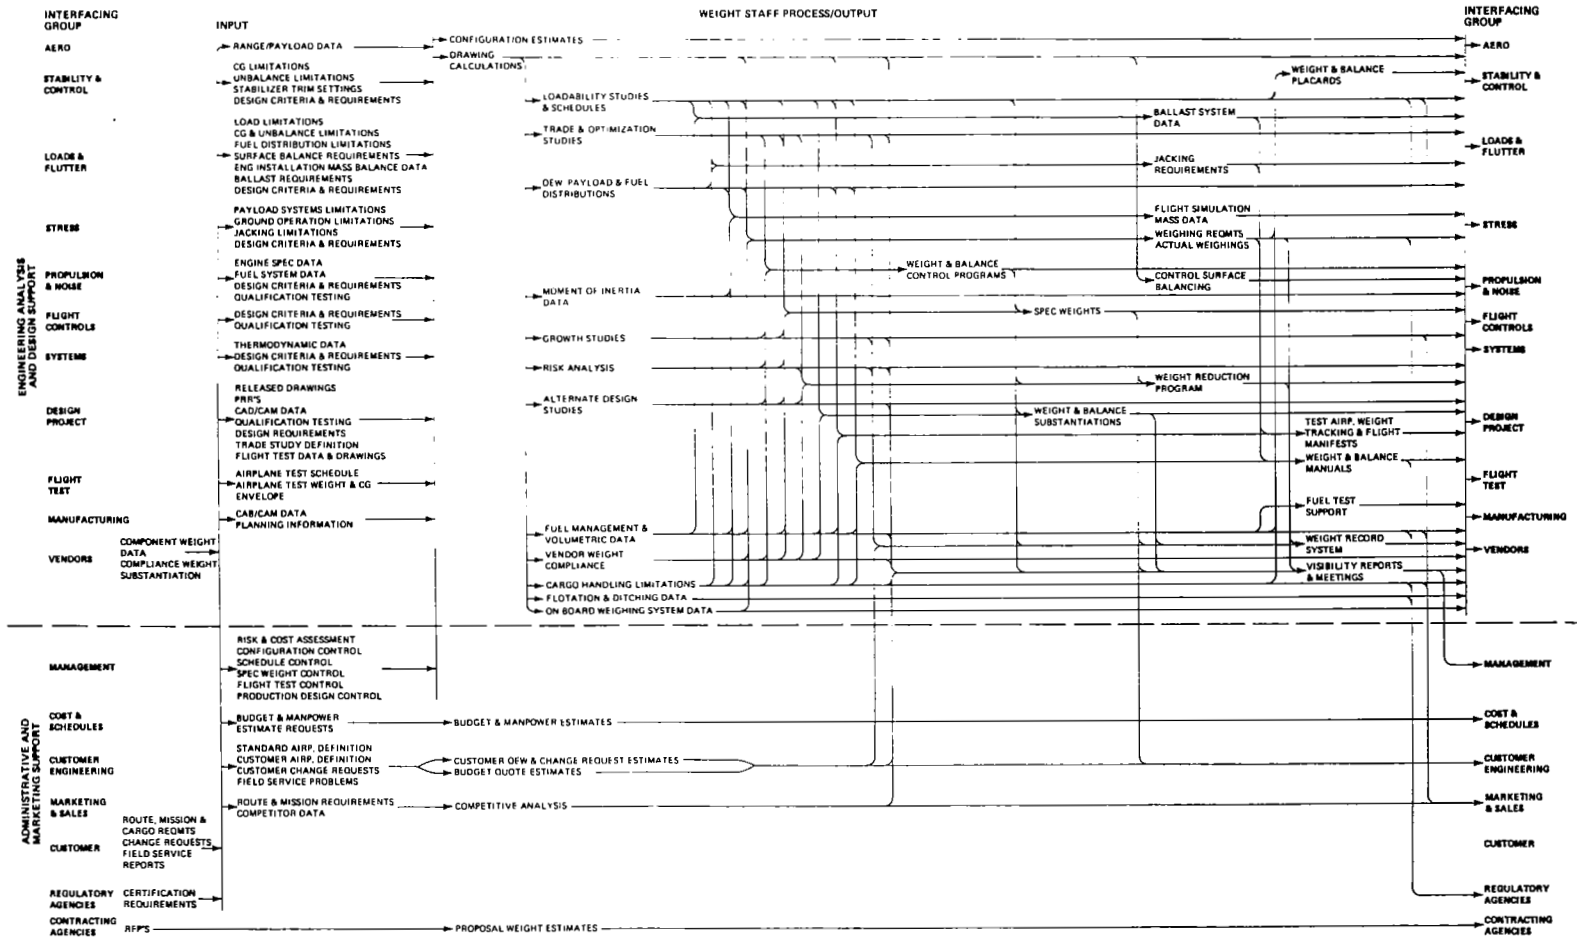 INTERFACING
GROUP
INPUT
WEIGHT STAFF PROCESS/OUTPUT
INTERFACING
GROUP
ENGINEERING ANALYSIS
AND DESIGN SUPPORT
AERO
RANGE/PAYLOAD DATA
STABILITY &
CONTROL
CG LIMITATIONS
UNBALANCE LIMITATIONS
STABILIZER TRIM SETTINGS
DESIGN CRITERIA & REQUIREMENTS
LOADS &
FLUTTER
LOAD LIMITATIONS
CG & UNBALANCE LIMITATIONS
FUEL DISTRIBUTION LIMITATIONS
SURFACE BALANCE REQUIREMENTS
ENG INSTALLATION MASS BALANCE DATA
BALLAST REQUIREMENTS
DESIGN CRITERIA & REQUIREMENTS
STRESS
PAYLOAD SYSTEMS LIMITATIONS
GROUND OPERATION LIMITATIONS
JACKING LIMITATIONS
DESIGN CRITERIA & REQUIREMENTS
PROPULSION
& NOISE
ENGINE SPEC DATA
FUEL SYSTEM DATA
DESIGN CRITERIA & REQUIREMENTS
QUALIFICATION TESTING
FLIGHT
CONTROLS
DESIGN CRITERIA & REQUIREMENTS
QUALIFICATION TESTING
SYSTEMS
THERMODYNAMIC DATA
DESIGN CRITERIA & REQUIREMENTS
QUALIFICATION TESTING
DESIGN
PROJECT
RELEASED DRAWINGS
PRR'S
CAD/CAM DATA
QUALIFICATION TESTING
DESIGN REQUIREMENTS
TRADE STUDY DEFINITION
FLIGHT TEST DATA & DRAWINGS
FLIGHT
TEST
AIRPLANE TEST SCHEDULE
AIRPLANE TEST WEIGHT & CG
ENVELOPE
MANUFACTURING
CAB/CAM DATA
PLANNING INFORMATION
VENDORS
COMPONENT WEIGHT
DATA
COMPLIANCE WEIGHT
SUBSTANTIATION
CONFIGURATION ESTIMATES
DRAWING
CALCULATIONS
LOADABILITY STUDIES
& SCHEDULES
TRADE & OPTIMIZATION
STUDIES
OEW, PAYLOAD & FUEL
DISTRIBUTIONS
MOMENT OF INERTIA
DATA
GROWTH STUDIES
RISK ANALYSIS
ALTERNATE DESIGN
STUDIES
FUEL MANAGEMENT &
VOLUMETRIC DATA
VENDOR WEIGHT
COMPLIANCE
CARGO HANDLING LIMITATIONS
FLOTATION & DITCHING DATA
ON BOARD WEIGHING SYSTEM DATA
WEIGHT & BALANCE
CONTROL PROGRAMS
SPEC WEIGHTS
WEIGHT & BALANCE
SUBSTANTIATIONS
WEIGHT & BALANCE
PLACARDS
BALLAST SYSTEM
DATA
JACKING
REQUIREMENTS
FLIGHT SIMULATION
MASS DATA
WEIGHING REQMTS
ACTUAL WEIGHINGS
CONTROL SURFACE
BALANCING
WEIGHT REDUCTION
PROGRAM
TEST AIRP. WEIGHT
TRACKING & FLIGHT
MANIFESTS
WEIGHT & BALANCE
MANUALS
FUEL TEST
SUPPORT
WEIGHT RECORD
SYSTEM
VISIBILITY REPORTS
& MEETINGS
AERO
STABILITY &
CONTROL
LOADS &
FLUTTER
STRESS
PROPULSION
& NOISE
FLIGHT
CONTROLS
SYSTEMS
DESIGN
PROJECT
FLIGHT
TEST
MANUFACTURING
VENDORS
ADMINISTRATIVE AND
MARKETING SUPPORT
MANAGEMENT
RISK & COST ASSESSMENT
CONFIGURATION CONTROL
SCHEDULE CONTROL
SPEC WEIGHT CONTROL
FLIGHT TEST CONTROL
PRODUCTION DESIGN CONTROL
MANAGEMENT
COST &
SCHEDULES
BUDGET & MANPOWER
ESTIMATE REQUESTS
BUDGET & MANPOWER ESTIMATES
COST &
SCHEDULES
CUSTOMER
ENGINEERING
STANDARD AIRP. DEFINITION
CUSTOMER AIRP. DEFINITION
CUSTOMER CHANGE REQUESTS
FIELD SERVICE PROBLEMS
CUSTOMER OEW & CHANGE REQUEST ESTIMATES
BUDGET QUOTE ESTIMATES
CUSTOMER
ENGINEERING
MARKETING
& SALES
ROUTE & MISSION REQUIREMENTS
COMPETITOR DATA
COMPETITIVE ANALYSIS
MARKETING
& SALES
CUSTOMER
ROUTE, MISSION &
CARGO REQMTS
CHANGE REQUESTS
FIELD SERVICE
REPORTS
CUSTOMER
REGULATORY
AGENCIES
CERTIFICATION
REQUIREMENTS
REGULATORY
AGENCIES
CONTRACTING
AGENCIES
RFP'S
PROPOSAL WEIGHT ESTIMATES
CONTRACTING
AGENCIES